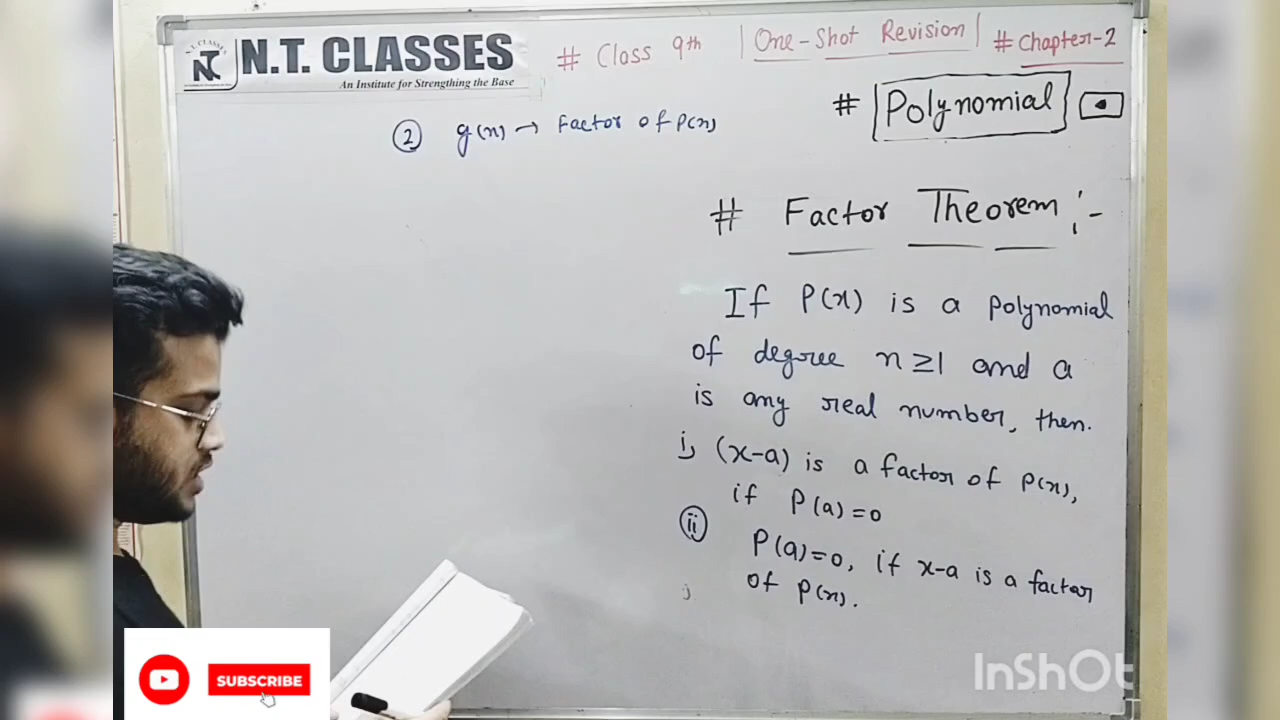 N.T. CLASSES
An Institute for Strengthening the Base
# Class 9th | One-Shot Revision | # Chapter-2
# Polynomial
② g(x) → Factor of P(x)
# Factor Theorem :-
If P(x) is a polynomial
of degree n ≥ 1 and a
is any real number, then.
i, (x-a) is a factor of P(x),
if P(a) = 0
ii P(a) = 0, if x-a is a factor
of P(x).
SUBSCRIBE
InShOt